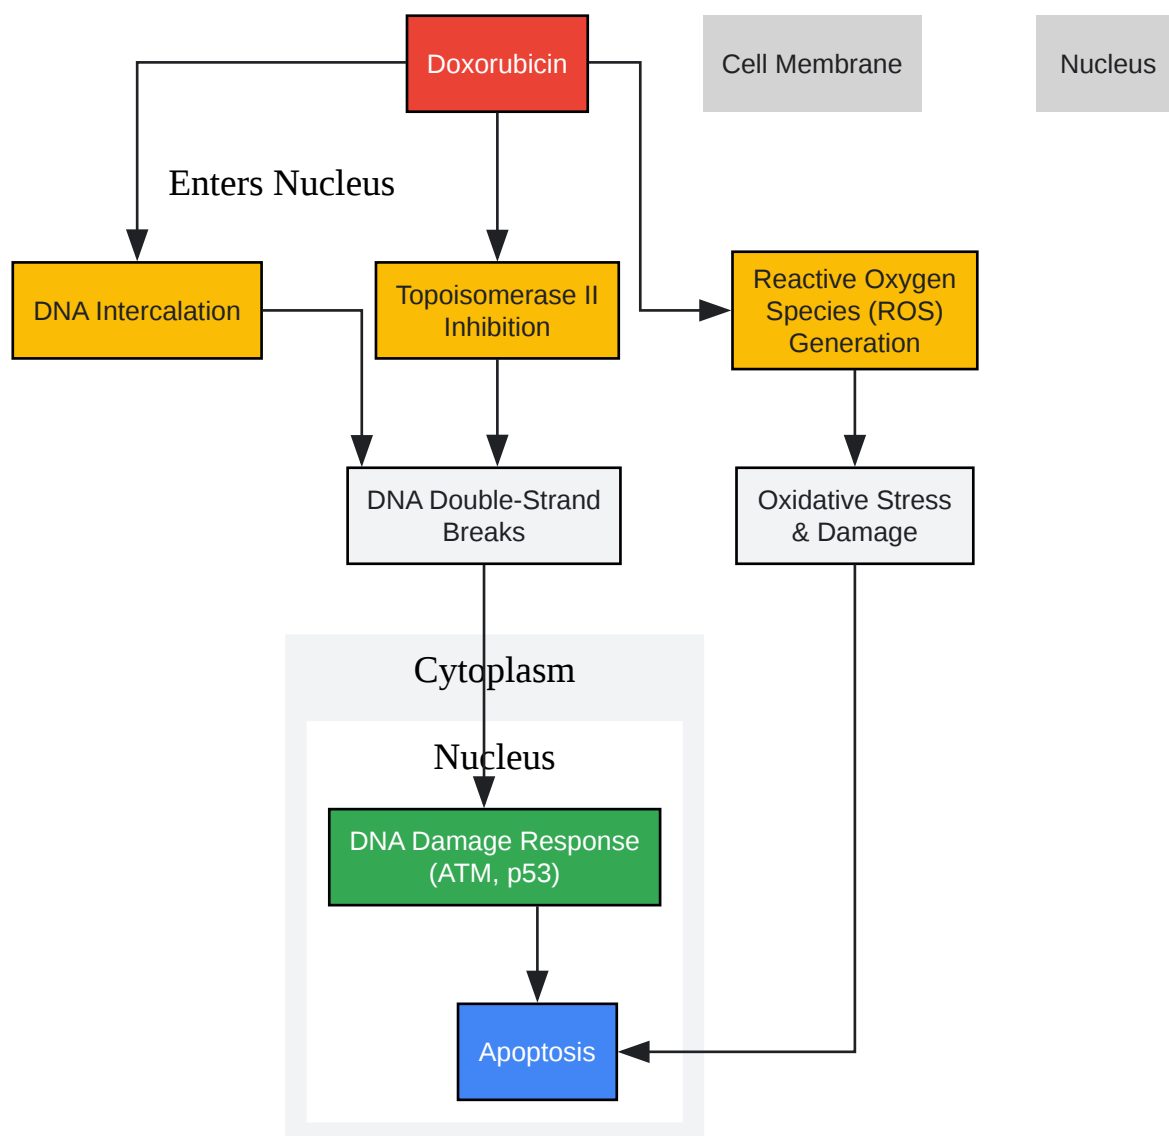 Doxorubicin
Cell Membrane
Nucleus
Enters Nucleus
DNA Intercalation
Topoisomerase II
Inhibition
Reactive Oxygen
Species (ROS)
Generation
DNA Double-Strand
Breaks
Oxidative Stress
& Damage
Cytoplasm
Nucleus
DNA Damage Response
(ATM, p53)
Apoptosis